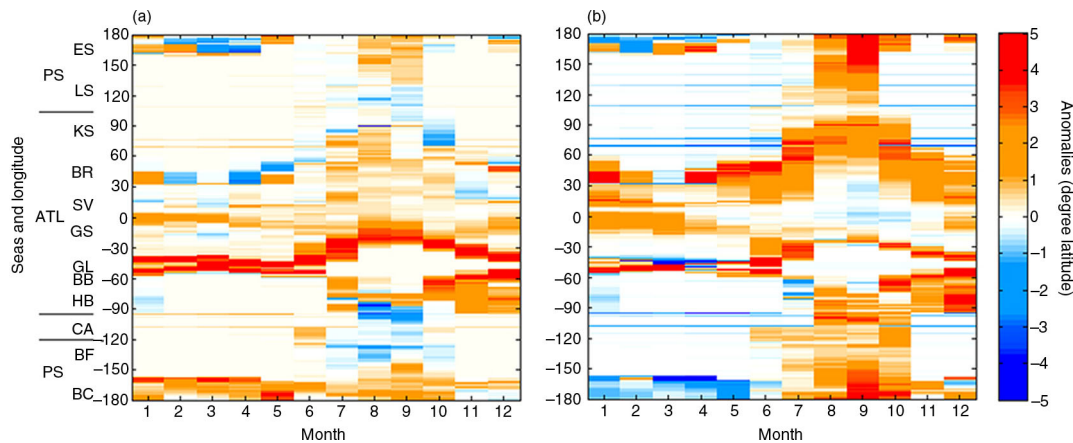 (a)
(b)
Seas and longitude
PS
ATL
PS
ES
LS
KS
BR
SV
GS
GL
BB
HB
CA
BF
BC
180
150
120
90
60
30
0
−30
−60
−90
−120
−150
−180
1 2 3 4 5 6 7 8 9 10 11 12
Month
180
150
120
90
60
30
0
−30
−60
−90
−120
−150
−180
1 2 3 4 5 6 7 8 9 10 11 12
Month
5
4
3
2
1
0
−1
−2
−3
−4
−5
Anomalies (degree latitude)